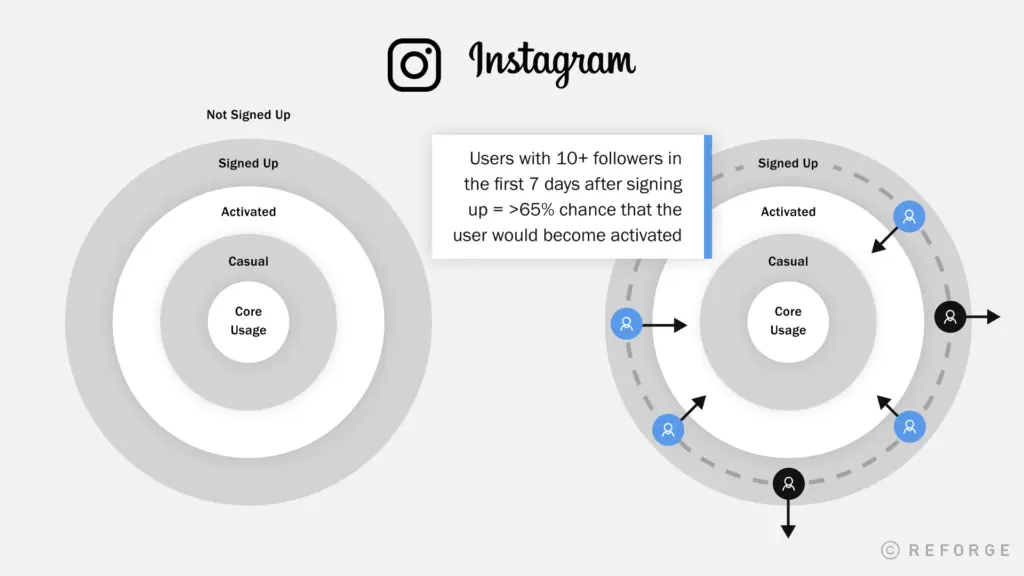 Instagram
Not Signed Up
Signed Up
Activated
Casual
Core
Usage
Users with 10+ followers in
the first 7 days after signing
up = >65% chance that the
user would become activated
Signed Up
Activated
Casual
Core
Usage
© REFORGE